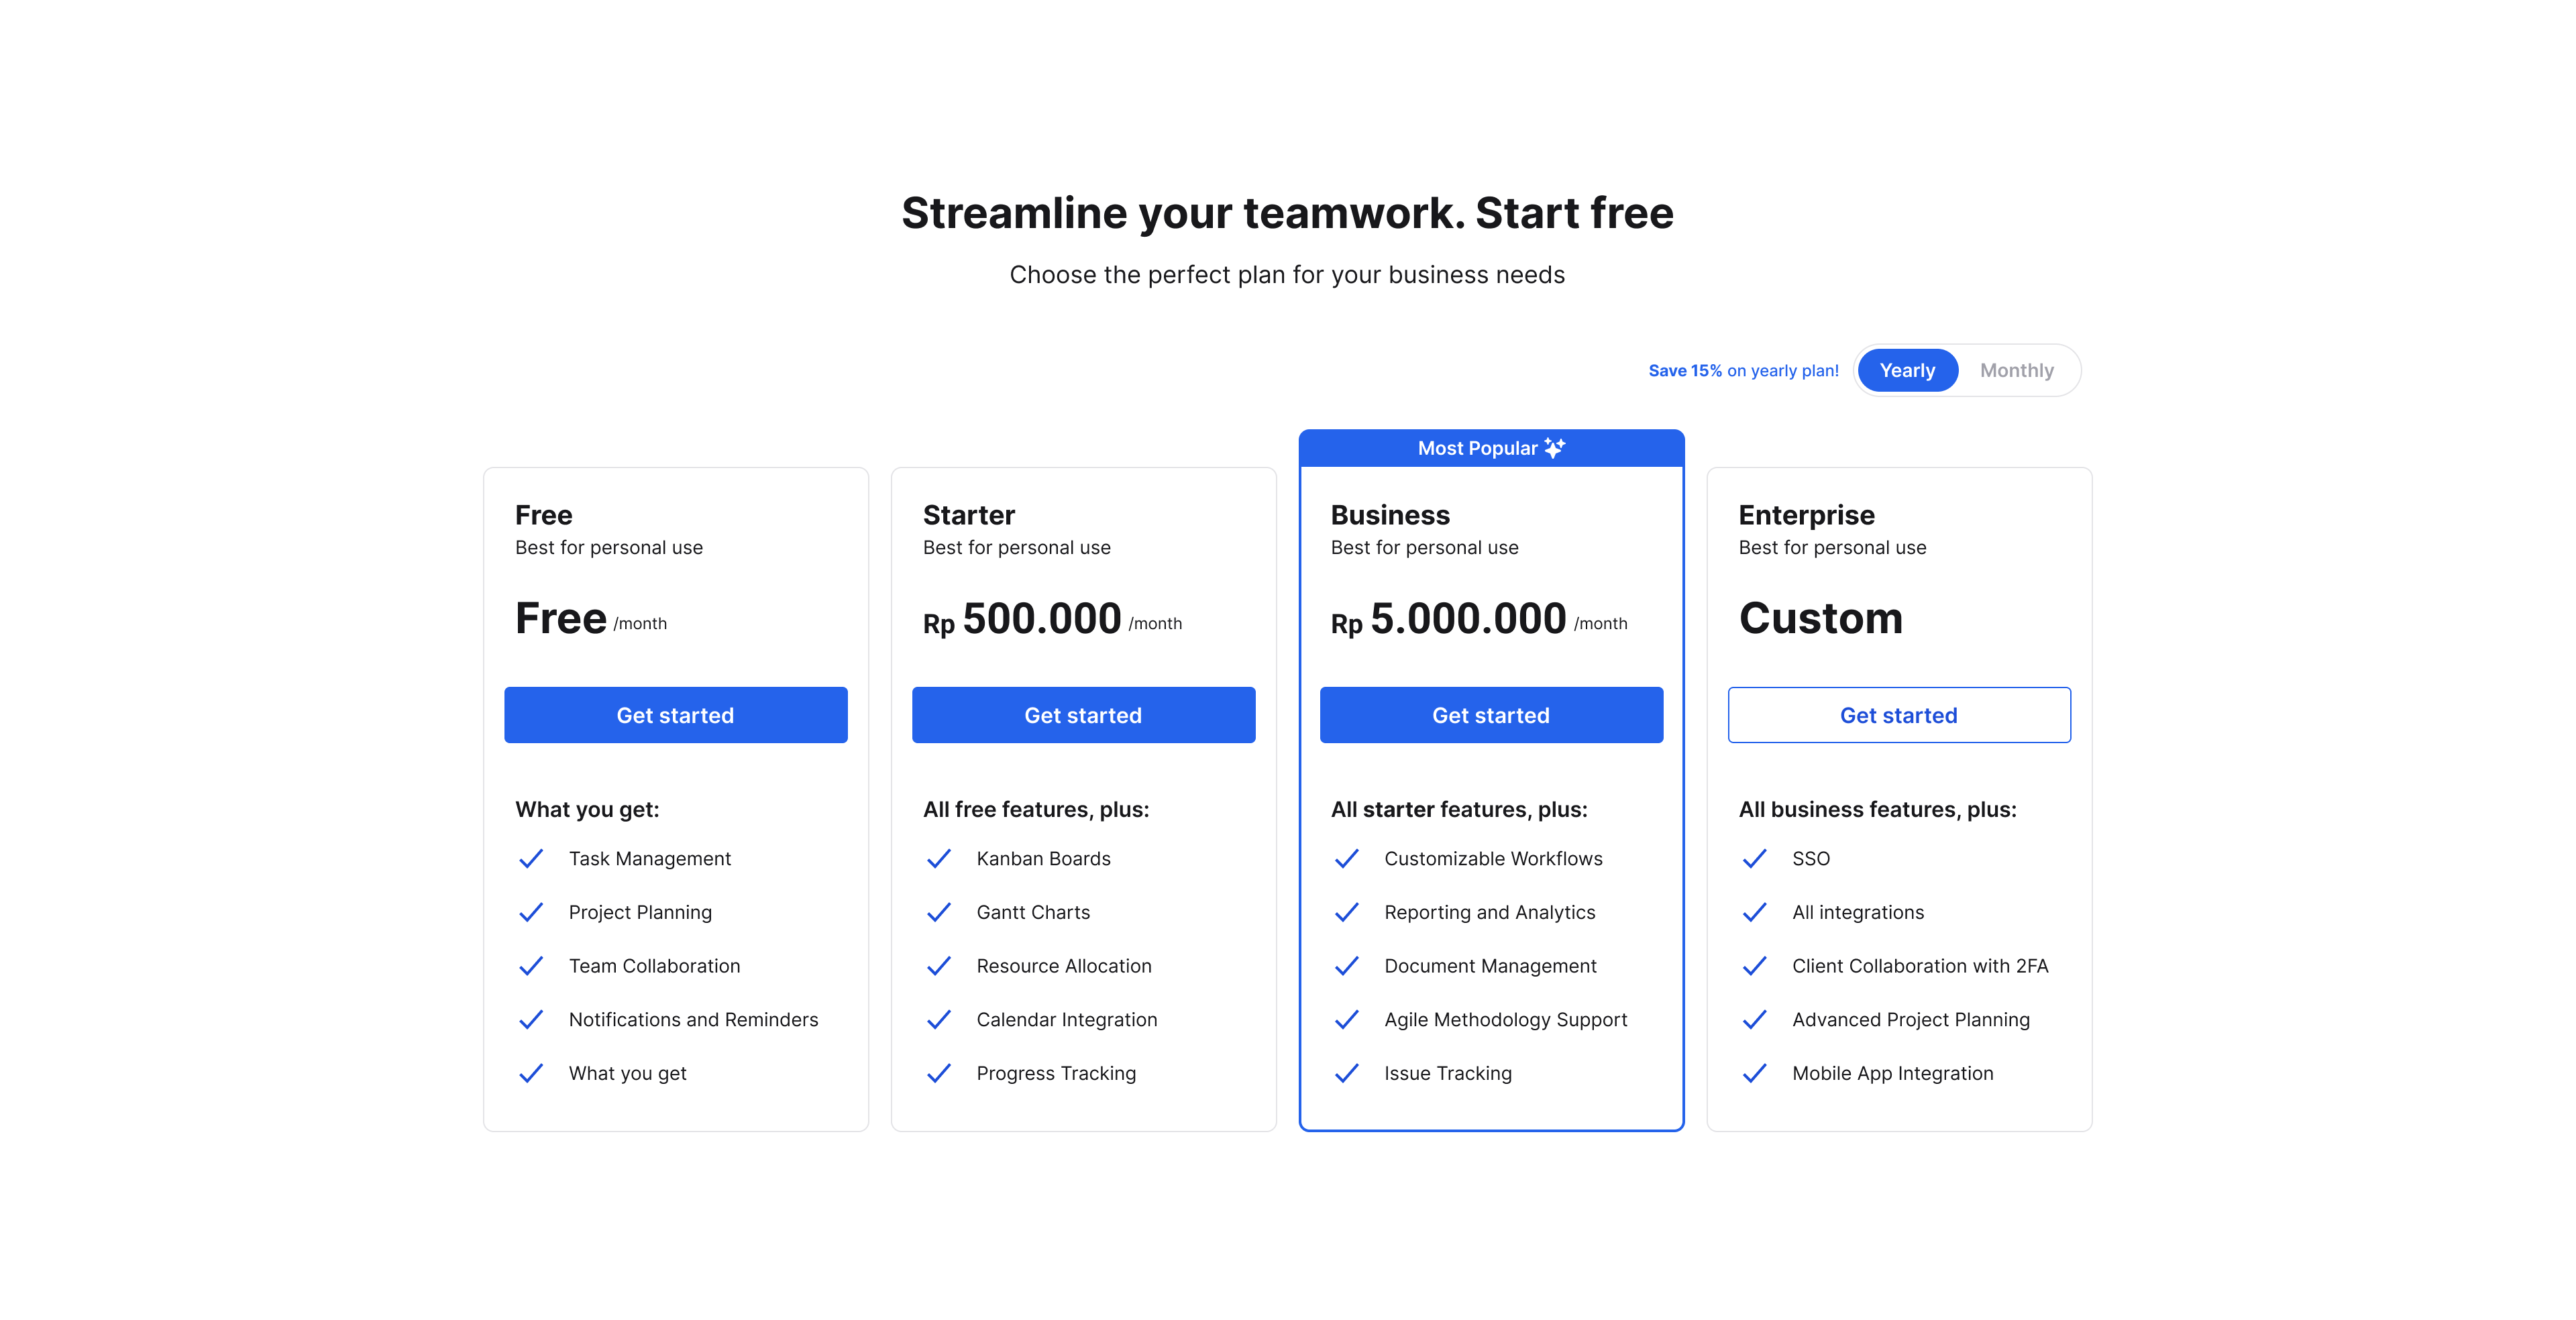 Streamline your teamwork. Start free
Choose the perfect plan for your business needs
Save 15% on yearly plan!
Yearly
Monthly
Free
Best for personal use
Free /month
Get started
What you get:
Task Management
Project Planning
Team Collaboration
Notifications and Reminders
What you get
Starter
Best for personal use
Rp 500.000 /month
Get started
All free features, plus:
Kanban Boards
Gantt Charts
Resource Allocation
Calendar Integration
Progress Tracking
Most Popular
Business
Best for personal use
Rp 5.000.000 /month
Get started
All starter features, plus:
Customizable Workflows
Reporting and Analytics
Document Management
Agile Methodology Support
Issue Tracking
Enterprise
Best for personal use
Custom
Get started
All business features, plus:
SSO
All integrations
Client Collaboration with 2FA
Advanced Project Planning
Mobile App Integration